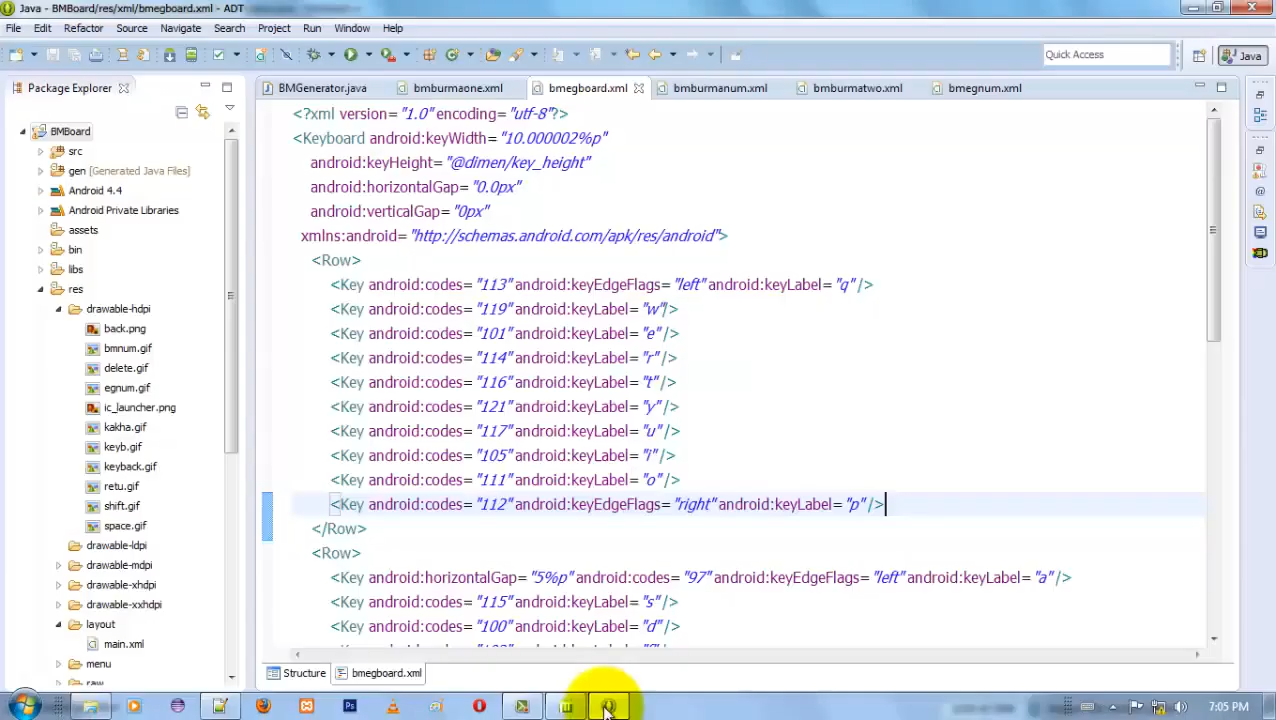 Java - BMBoard/res/xml/bmegboard.xml - ADT
File Edit Refactor Source Navigate Search Project Run Window Help
Quick Access
Java
Package Explorer
BMGenerator.java bmburmaone.xml bmegboard.xml bmburmanum.xml bmburmatwo.xml bmegnum.xml
BMBoard
src
gen [Generated Java Files]
Android 4.4
Android Private Libraries
assets
bin
libs
res
drawable-hdpi
back.png
bmnum.gif
delete.gif
egnum.gif
ic_launcher.png
kakha.gif
keyb.gif
keyback.gif
retu.gif
shift.gif
space.gif
drawable-ldpi
drawable-mdpi
drawable-xhdpi
drawable-xxhdpi
layout
main.xml
menu
raw
<?xml version="1.0" encoding="utf-8"?>
<Keyboard android:keyWidth="10.000002%p"
android:keyHeight="@dimen/key_height"
android:horizontalGap="0.0px"
android:verticalGap="0px"
xmlns:android="http://schemas.android.com/apk/res/android">
<Row>
<Key android:codes="113" android:keyEdgeFlags="left" android:keyLabel="q"/>
<Key android:codes="119" android:keyLabel="w"/>
<Key android:codes="101" android:keyLabel="e"/>
<Key android:codes="114" android:keyLabel="r"/>
<Key android:codes="116" android:keyLabel="t"/>
<Key android:codes="121" android:keyLabel="y"/>
<Key android:codes="117" android:keyLabel="u"/>
<Key android:codes="105" android:keyLabel="i"/>
<Key android:codes="111" android:keyLabel="o"/>
<Key android:codes="112" android:keyEdgeFlags="right" android:keyLabel="p"/>
</Row>
<Row>
<Key android:horizontalGap="5%p" android:codes="97" android:keyEdgeFlags="left" android:keyLabel="a"/>
<Key android:codes="115" android:keyLabel="s"/>
<Key android:codes="100" android:keyLabel="d"/>
Structure bmegboard.xml
7:05 PM